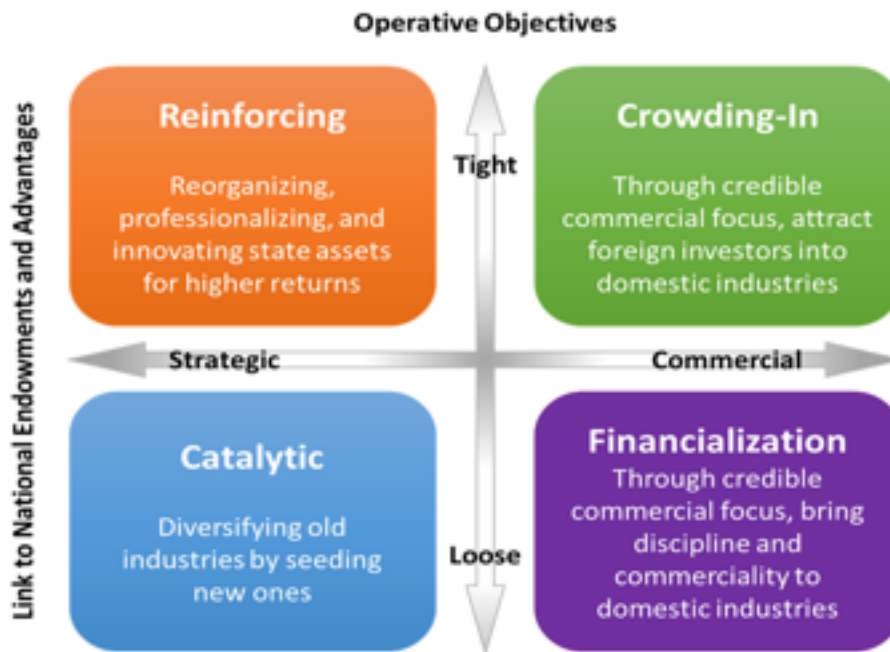 Operative Objectives
Link to National Endowments and Advantages
Reinforcing
Reorganizing,
professionalizing, and
innovating state assets
for higher returns
Tight
Crowding-In
Through credible
commercial focus, attract
foreign investors into
domestic industries
Strategic
Commercial
Catalytic
Diversifying old
industries by seeding
new ones
Loose
Financialization
Through credible
commercial focus, bring
discipline and
commerciality to
domestic industries